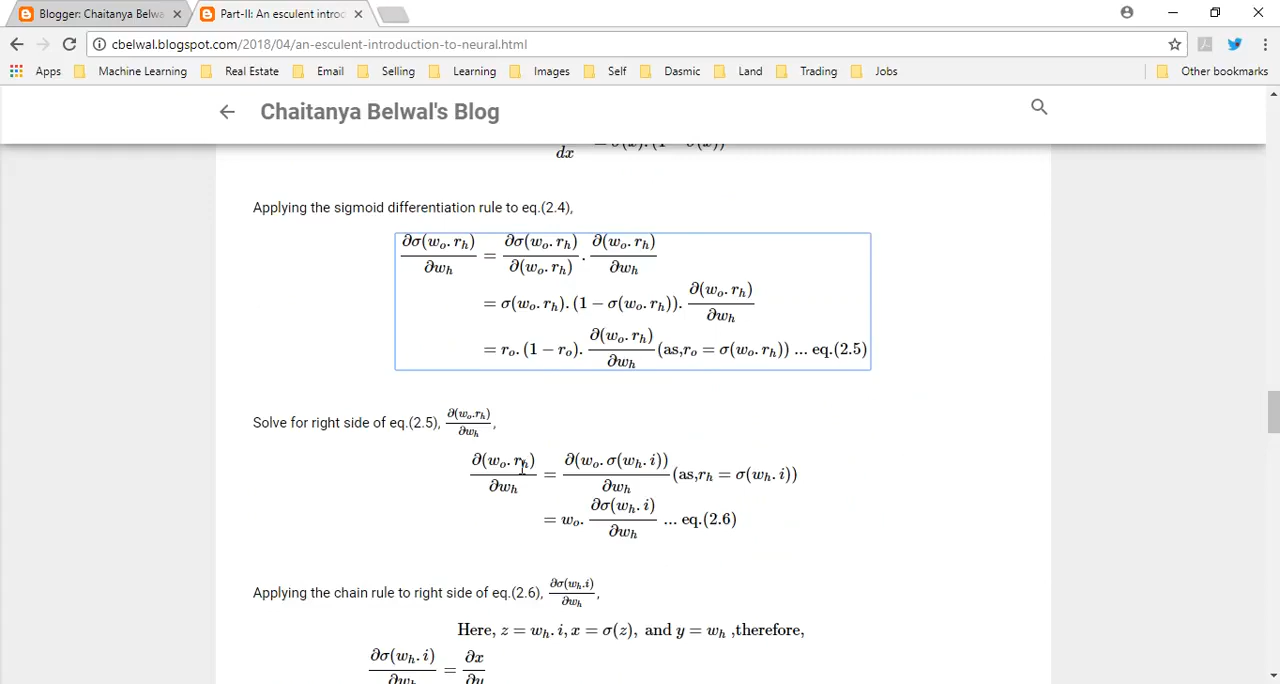 Blogger: Chaitanya Belwa
Part-II: An esculent introd
cbelwal.blogspot.com/2018/04/an-esculent-introduction-to-neural.html
Apps Machine Learning Real Estate Email Selling Learning Images Self Dasmic Land Trading Jobs Other bookmarks
Chaitanya Belwal's Blog
dx
Applying the sigmoid differentiation rule to eq.(2.4),
∂σ(w_o. r_h)/∂w_h = ∂σ(w_o. r_h)/∂(w_o. r_h) . ∂(w_o. r_h)/∂w_h
= σ(w_o. r_h). (1 − σ(w_o. r_h)). ∂(w_o. r_h)/∂w_h
= r_o. (1 − r_o). ∂(w_o. r_h)/∂w_h (as,r_o = σ(w_o. r_h)) ... eq.(2.5)
Solve for right side of eq.(2.5), ∂(w_o.r_h)/∂w_h,
∂(w_o. r_h)/∂w_h = ∂(w_o. σ(w_h. i))/∂w_h (as,r_h = σ(w_h. i))
= w_o. ∂σ(w_h. i)/∂w_h ... eq.(2.6)
Applying the chain rule to right side of eq.(2.6), ∂σ(w_h.i)/∂w_h,
Here, z = w_h. i, x = σ(z), and y = w_h ,therefore,
∂σ(w_h. i)/∂w_h = ∂x/∂y